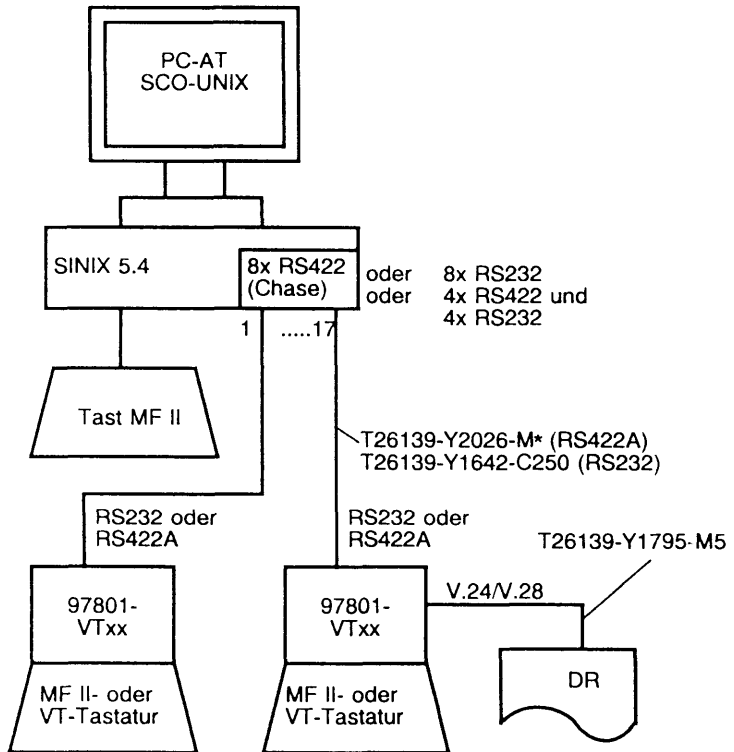 PC-AT
SCO-UNIX
SINIX 5.4
8x RS422
(Chase)
oder 8x RS232
oder 4x RS422 und
4x RS232
1 .....17
Tast MF II
T26139-Y2026-M* (RS422A)
T26139-Y1642-C250 (RS232)
RS232 oder
RS422A
RS232 oder
RS422A
T26139-Y1795-M5
97801-
VTxx
97801-
VTxx
V.24/V.28
MF II- oder
VT-Tastatur
MF II- oder
VT-Tastatur
DR